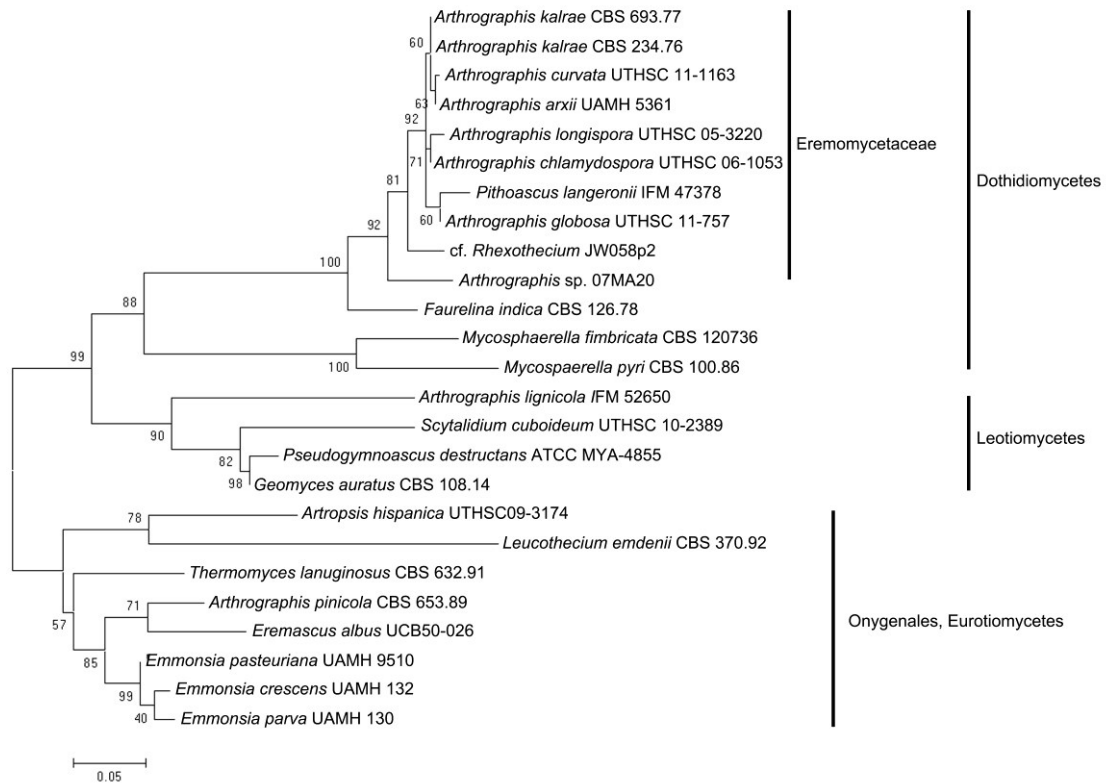 Arthrographis kalrae CBS 693.77
60
Arthrographis kalrae CBS 234.76
Arthrographis curvata UTHSC 11-1163
63
Arthrographis arxii UAMH 5361
92
Arthrographis longispora UTHSC 05-3220
Eremomycetaceae
71
Arthrographis chlamydospora UTHSC 06-1053
81
Dothidiomycetes
Pithoascus langeronii IFM 47378
60
Arthrographis globosa UTHSC 11-757
92
cf. Rhexothecium JW058p2
100
Arthrographis sp. 07MA20
88
Faurelina indica CBS 126.78
Mycosphaerella fimbricata CBS 120736
99
100
Mycospaerella pyri CBS 100.86
Arthrographis lignicola IFM 52650
90
Scytalidium cuboideum UTHSC 10-2389
Leotiomycetes
82
Pseudogymnoascus destructans ATCC MYA-4855
98
Geomyces auratus CBS 108.14
78
Artropsis hispanica UTHSC09-3174
Leucothecium emdenii CBS 370.92
Thermomyces lanuginosus CBS 632.91
57
71
Arthrographis pinicola CBS 653.89
Onygenales, Eurotiomycetes
Eremascus albus UCB50-026
85
Emmonsia pasteuriana UAMH 9510
99
Emmonsia crescens UAMH 132
40
Emmonsia parva UAMH 130
0.05